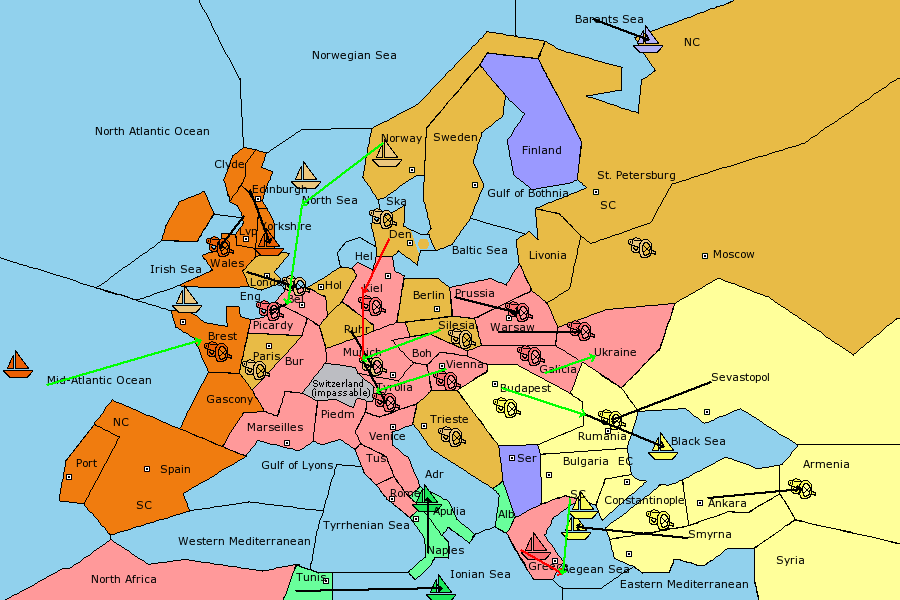 Barents Sea
NC
Norwegian Sea
North Atlantic Ocean
Norway
Sweden
Finland
Clyde
St. Petersburg
Edinburgh
Gulf of Bothnia
North Sea
Ska
SC
Yorkshire
Lvp
Den
Baltic Sea
Livonia
Moscow
Hel
Wales
Irish Sea
London
Hol
Kiel
Berlin
Prussia
Eng
Bel
Picardy
Ruhr
Silesia
Warsaw
Brest
Paris
Bur
Munich
Boh
Ukraine
Galicia
Vienna
Mid-Atlantic Ocean
Switzerland
(impassable)
Tyrolia
Budapest
Sevastopol
Gascony
NC
Piedm
Trieste
Marseilles
Venice
Rumania
Black Sea
Port
Spain
Gulf of Lyons
Tus
Ser
Bulgaria
EC
Armenia
Adr
SC
Rome
SC
Constantinople
Ankara
Apulia
Alb
Tyrrhenian Sea
Smyrna
Western Mediterranean
Naples
Syria
Gree
Aegean Sea
North Africa
Tunis
Ionian Sea
Eastern Mediterranean